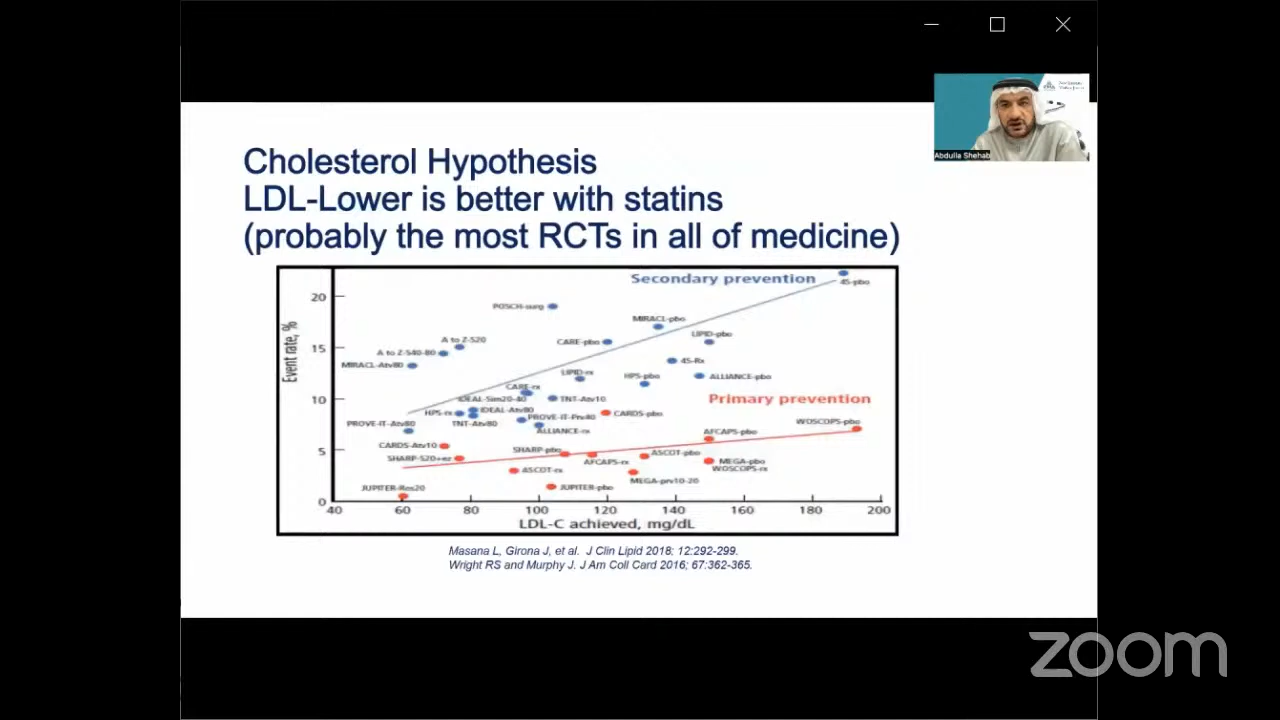 Abdulla Shehab
Cholesterol Hypothesis
LDL-Lower is better with statins
(probably the most RCTs in all of medicine)
Secondary prevention
4S-pbo
20
POSCH-surg
MIRACL-pbo
LIPID-pbo
CARE-pbo
A to Z-S20
A to Z-S40-80
15
Event rate, %
MIRACL-Atv80
4S-Rx
LIPID-rx
HPS-pbo
ALLIANCE-pbo
CARE-rx
10
IDEAL-Sim20-40
TNT-Atv10
Primary prevention
HPS-rx
IDEAL-Atv80
CARDS-pbo
PROVE-IT-Atv80
TNT-Atv80
PROVE-IT-Prv40
ALLIANCE-rx
AFCAPS-pbo
WOSCOPS-pbo
CARDS-Atv10
5
SHARP-pbo
ASCOT-pbo
SHARP-S20+ez
AFCAPS-rx
MEGA-pbo
ASCOT-rx
WOSCOPS-rx
MEGA-prv10-20
JUPITER-Ros20
JUPITER-pbo
0
40 60 80 100 120 140 160 180 200
LDL-C achieved, mg/dL
Masana L, Girona J, et al. J Clin Lipid 2018; 12:292-299.
Wright RS and Murphy J. J Am Coll Card 2016; 67:362-365.
zoom